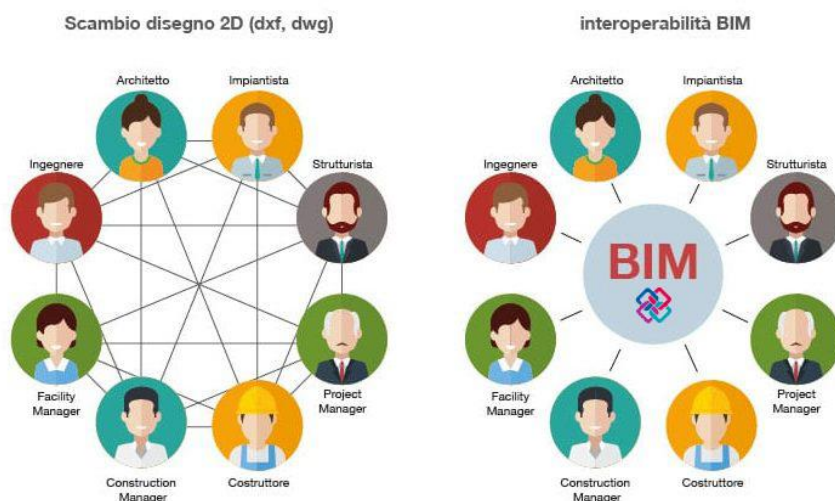 Scambio disegno 2D (dxf, dwg)
Architetto
Impiantista
Ingegnere
Strutturista
Facility
Manager
Project
Manager
Construction
Manager
Costruttore
interoperabilità BIM
Architetto
Impiantista
Ingegnere
Strutturista
BIM
Facility
Manager
Project
Manager
Construction
Manager
Costruttore